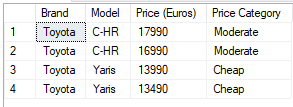 Brand Model Price (Euros) Price Category
1 Toyota C-HR 17990 Moderate
2 Toyota C-HR 16990 Moderate
3 Toyota Yaris 13990 Cheap
4 Toyota Yaris 13490 Cheap